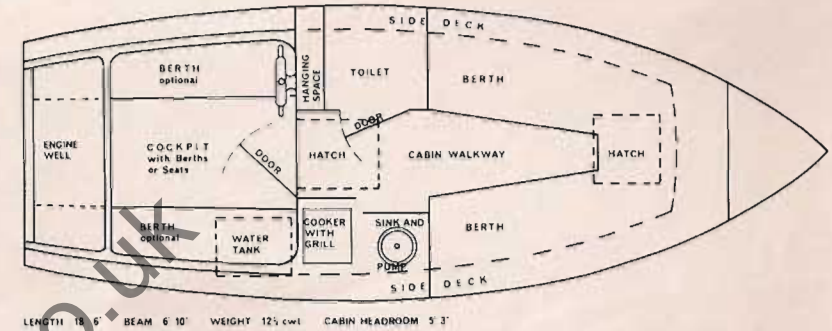 SIDE DECK
BERTH
optional
HANGING
SPACE
TOILET
BERTH
ENGINE
WELL
COCKPIT
with Berths
or Seats
DOOR
HATCH
DOOR
CABIN WALKWAY
HATCH
BERTH
optional
WATER
TANK
COOKER
WITH
GRILL
SINK AND
PUMP
BERTH
SIDE DECK
LENGTH 18' 6" BEAM 6' 10" WEIGHT 12½ cwt CABIN HEADROOM 5' 3"
o.uk